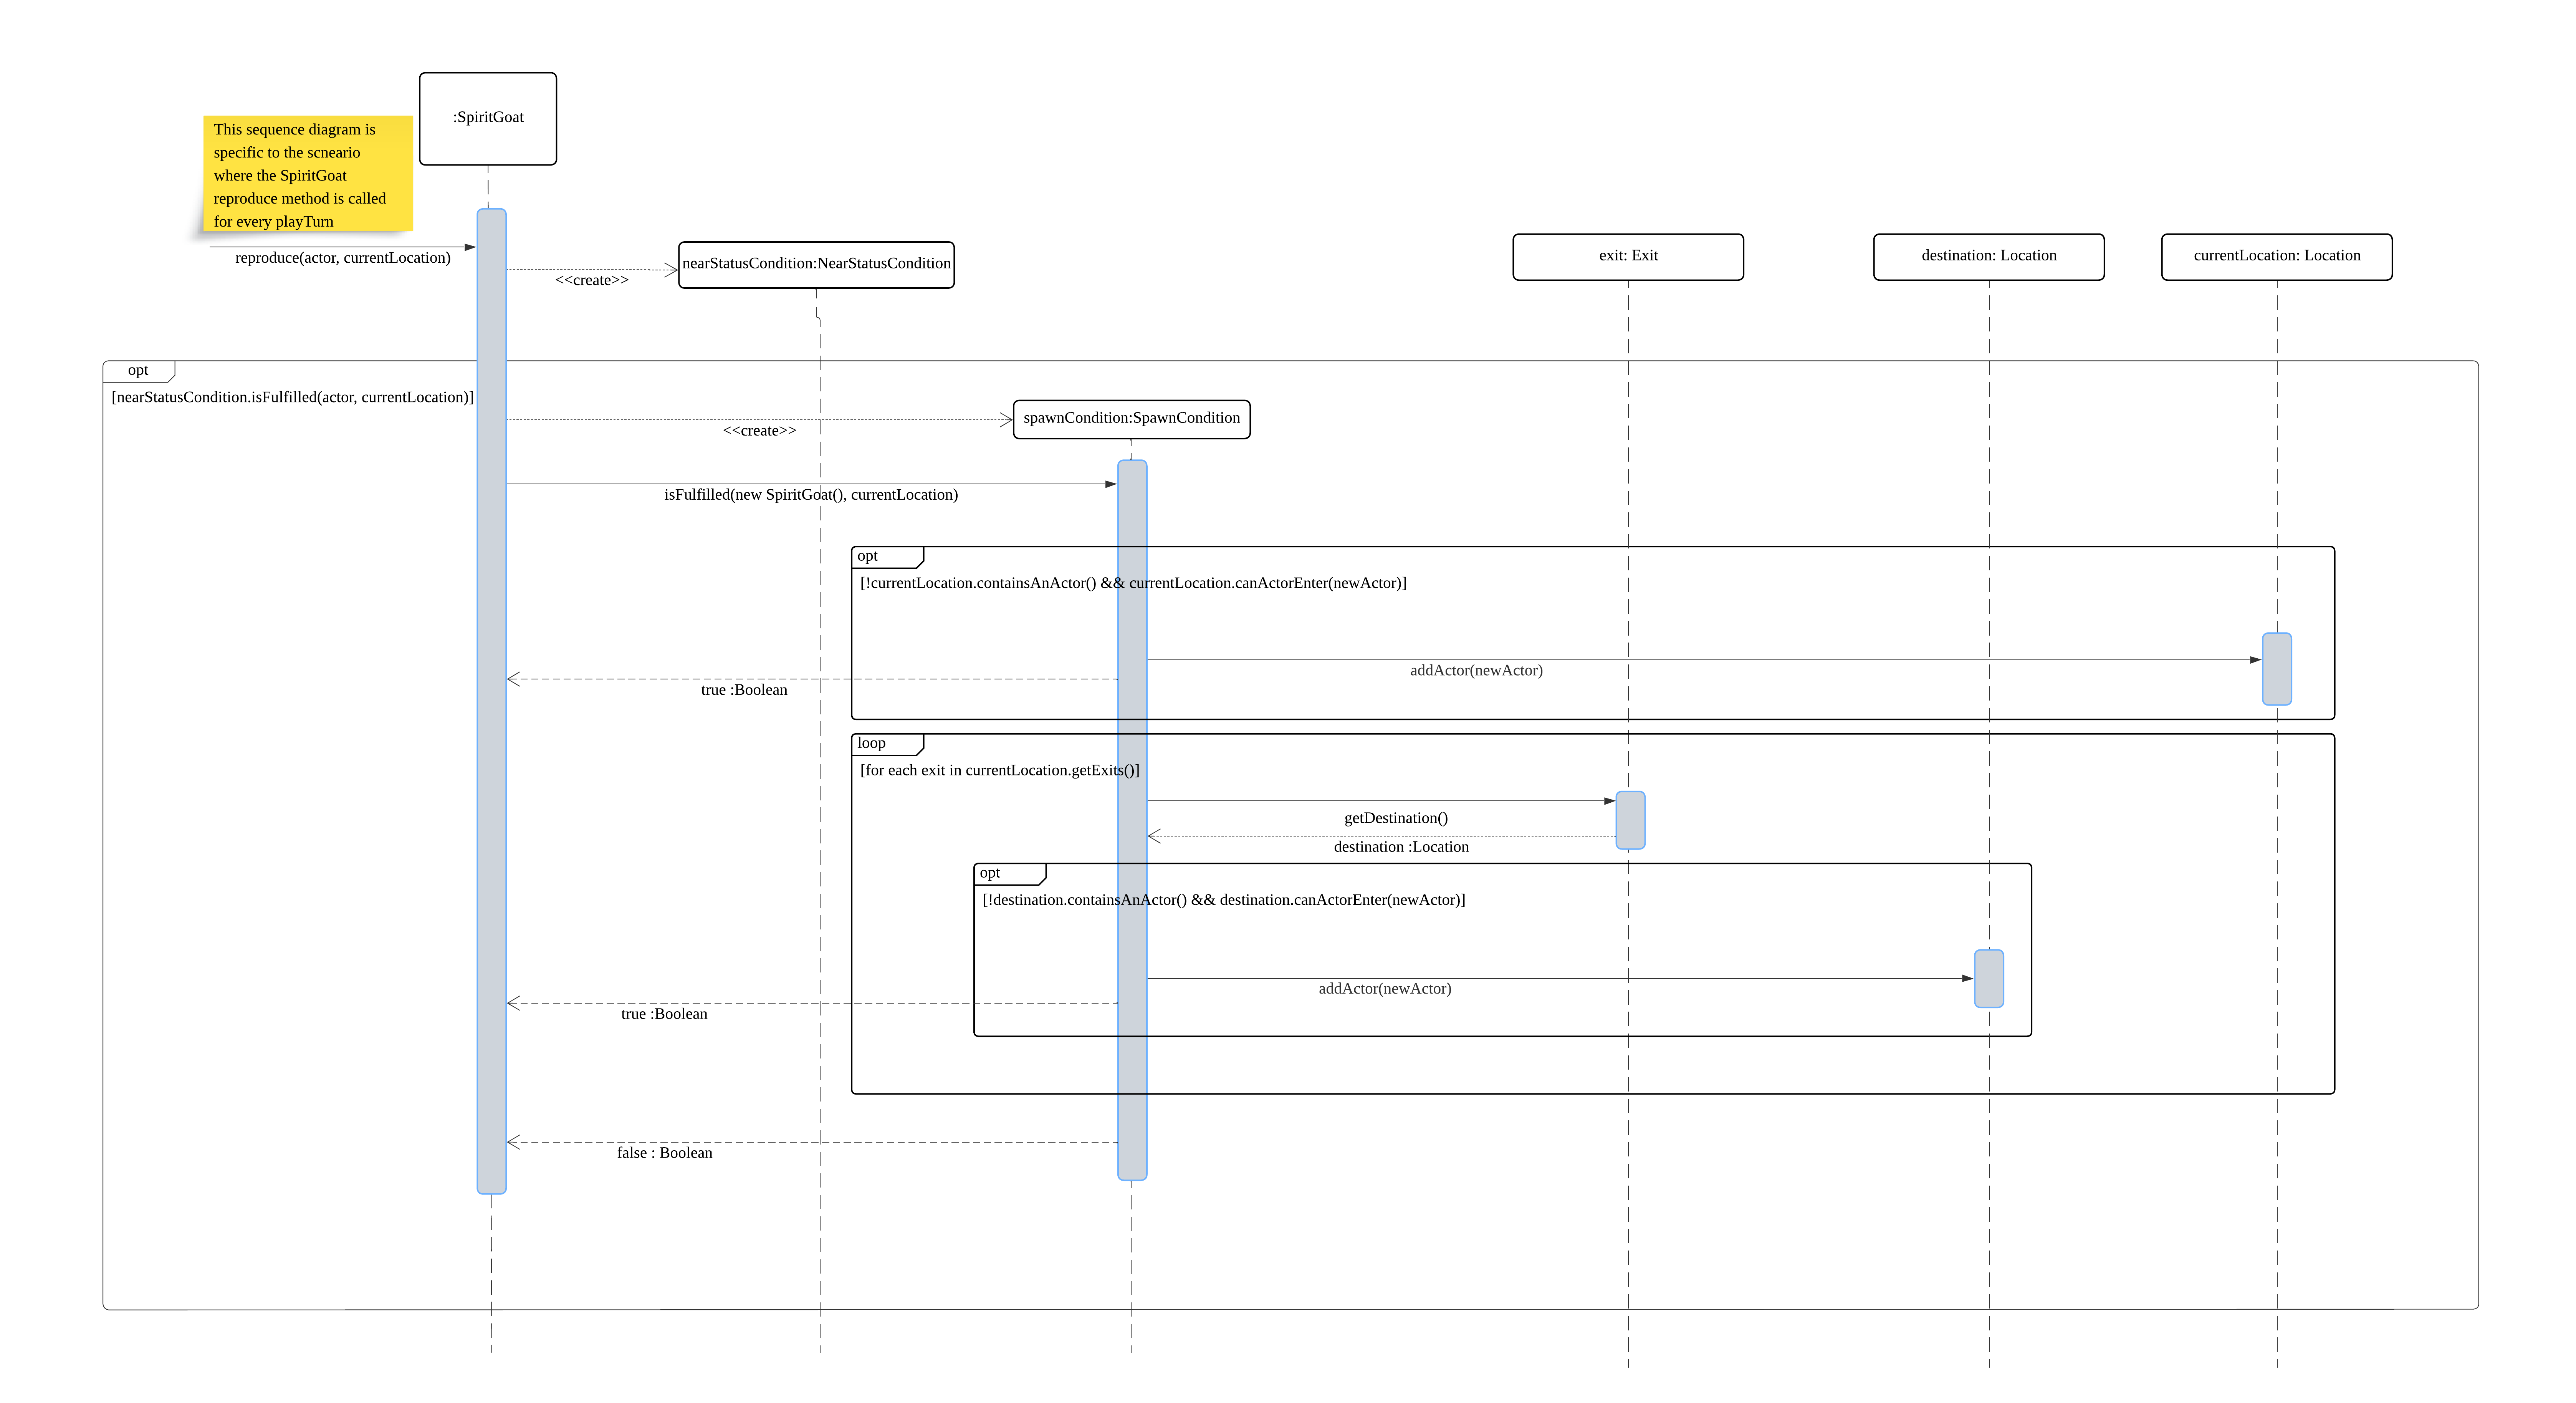 :SpiritGoat
This sequence diagram is
specific to the scneario
where the SpiritGoat
reproduce method is called
for every playTurn
reproduce(actor, currentLocation)
<<create>>
nearStatusCondition:NearStatusCondition
exit: Exit
destination: Location
currentLocation: Location
opt
[nearStatusCondition.isFulfilled(actor, currentLocation)]
<<create>>
spawnCondition:SpawnCondition
isFulfilled(new SpiritGoat(), currentLocation)
opt
[!currentLocation.containsAnActor() && currentLocation.canActorEnter(newActor)]
addActor(newActor)
true :Boolean
loop
[for each exit in currentLocation.getExits()]
getDestination()
destination :Location
opt
[!destination.containsAnActor() && destination.canActorEnter(newActor)]
addActor(newActor)
true :Boolean
false : Boolean